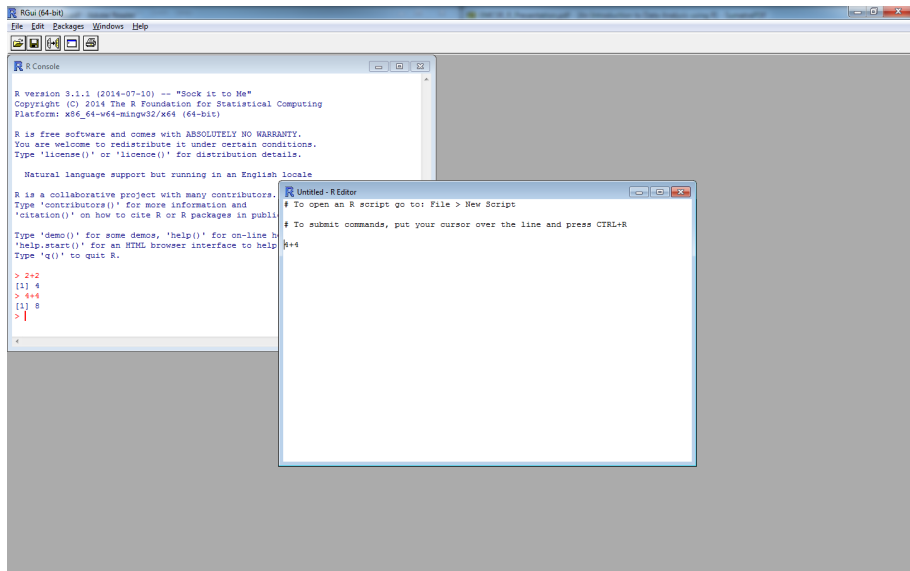 RGui (64-bit)
File Edit Packages Windows Help
R Console
R version 3.1.1 (2014-07-10) -- "Sock it to Me"
Copyright (C) 2014 The R Foundation for Statistical Computing
Platform: x86_64-w64-mingw32/x64 (64-bit)
R is free software and comes with ABSOLUTELY NO WARRANTY.
You are welcome to redistribute it under certain conditions.
Type 'license()' or 'licence()' for distribution details.
Natural language support but running in an English locale
R is a collaborative project with many contributors.
Type 'contributors()' for more information and
'citation()' on how to cite R or R packages in publi
Type 'demo()' for some demos, 'help()' for on-line h
'help.start()' for an HTML browser interface to help
Type 'q()' to quit R.
> 2+2
[1] 4
> 4+4
[1] 8
>
Untitled - R Editor
# To open an R script go to: File > New Script
# To submit commands, put your cursor over the line and press CTRL+R
4+4